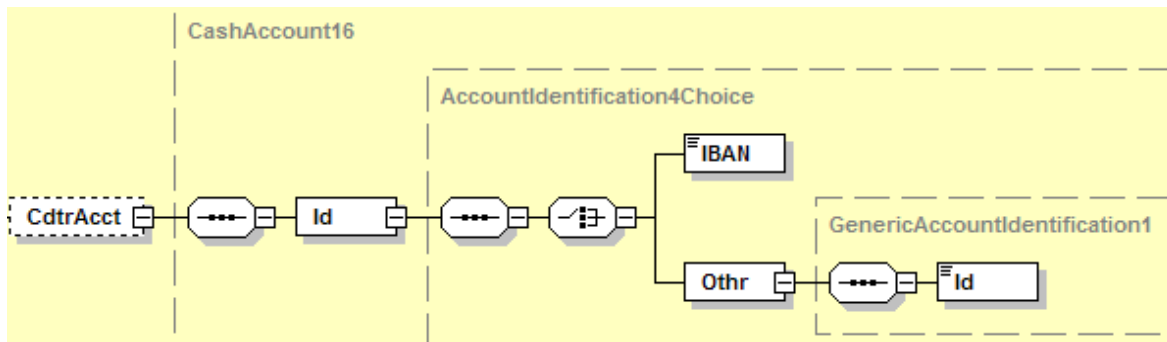 CashAccount16
AccountIdentification4Choice
IBAN
CdtrAcct
Id
GenericAccountIdentification1
Othr
Id